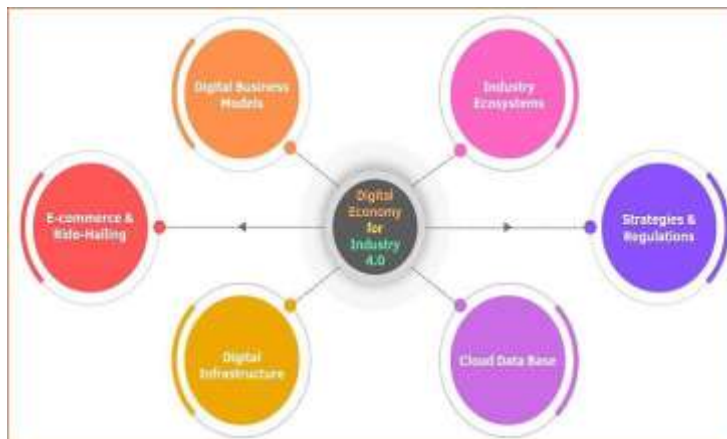 Digital Business
Models
Industry
Ecosystems
E-commerce &
Ride-Hailing
Digital
Economy
for
Industry
4.0
Strategies &
Regulations
Digital
Infrastructure
Cloud Data Base